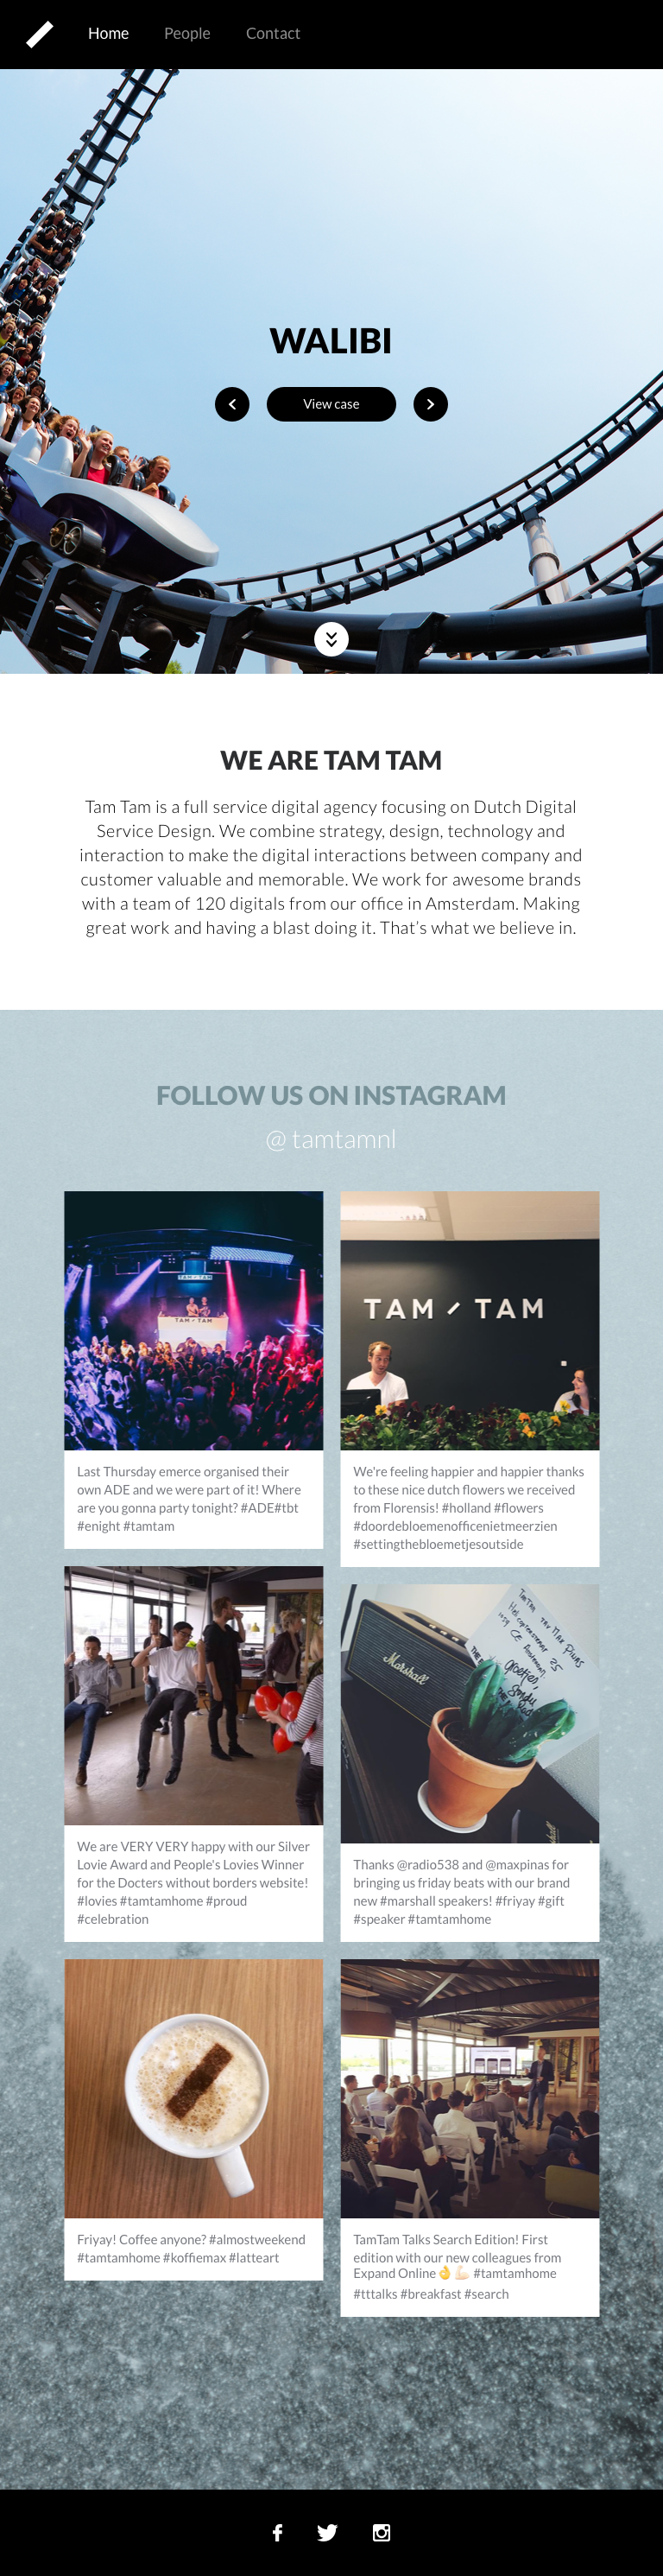 Home People Contact
WALIBI
View case
WE ARE TAM TAM
Tam Tam is a full service digital agency focusing on Dutch Digital
Service Design. We combine strategy, design, technology and
interaction to make the digital interactions between company and
customer valuable and memorable. We work for awesome brands
with a team of 120 digitals from our office in Amsterdam. Making
great work and having a blast doing it. That’s what we believe in.
FOLLOW US ON INSTAGRAM
@ tamtamnl
TAM TAM
TAM TAM
Last Thursday emerce organised their
own ADE and we were part of it! Where
are you gonna party tonight? #ADE#tbt
#enight #tamtam
TAM TAM
We're feeling happier and happier thanks
to these nice dutch flowers we received
from Florensis! #holland #flowers
#doordebloemenofficenietmeerzien
#settingthebloemetjesoutside
We are VERY VERY happy with our Silver
Lovie Award and People's Lovies Winner
for the Docters without borders website!
#lovies #tamtamhome #proud
#celebration
Marshall
Thanks @radio538 and @maxpinas for
bringing us friday beats with our brand
new #marshall speakers! #friyay #gift
#speaker #tamtamhome
Friyay! Coffee anyone? #almostweekend
#tamtamhome #koffiemax #latteart
TamTam Talks Search Edition! First
edition with our new colleagues from
Expand Online👌💪🏻 #tamtamhome
#tttalks #breakfast #search